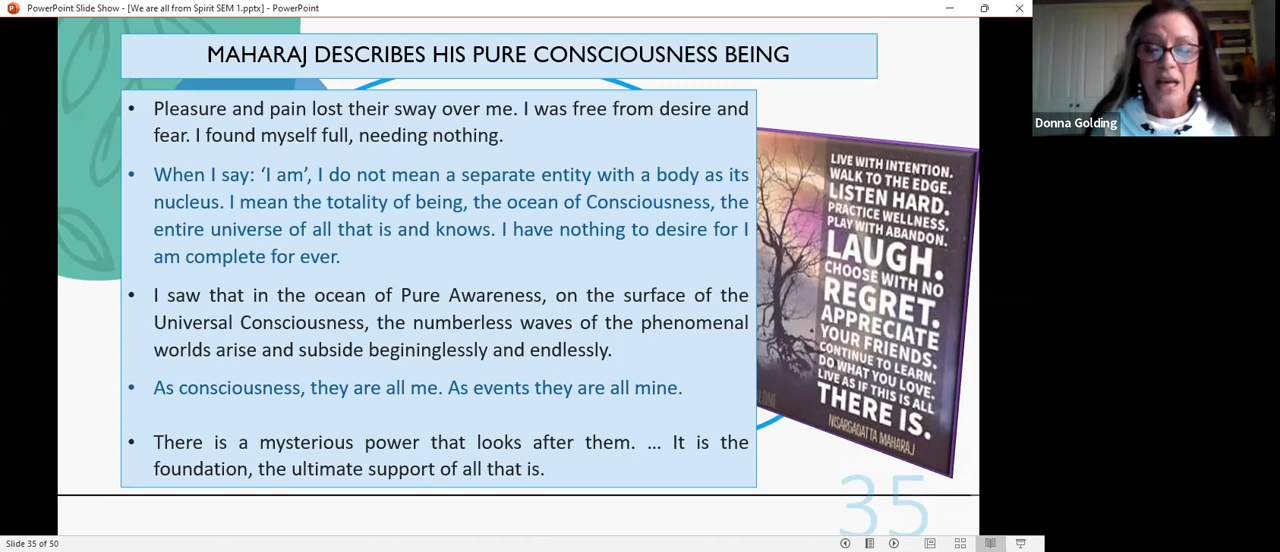 PowerPoint Slide Show - [We are all from Spirit SEM 1.pptx] - PowerPoint
MAHARAJ DESCRIBES HIS PURE CONSCIOUSNESS BEING
• Pleasure and pain lost their sway over me. I was free from desire and
fear. I found myself full, needing nothing.
• When I say: ‘I am’, I do not mean a separate entity with a body as its
nucleus. I mean the totality of being, the ocean of Consciousness, the
entire universe of all that is and knows. I have nothing to desire for I
am complete for ever.
• I saw that in the ocean of Pure Awareness, on the surface of the
Universal Consciousness, the numberless waves of the phenomenal
worlds arise and subside begininglessly and endlessly.
• As consciousness, they are all me. As events they are all mine.
• There is a mysterious power that looks after them. ... It is the
foundation, the ultimate support of all that is.
LIVE WITH INTENTION.
WALK TO THE EDGE.
LISTEN HARD.
PRACTICE WELLNESS.
PLAY WITH ABANDON.
LAUGH.
CHOOSE WITH NO
REGRET.
APPRECIATE
YOUR FRIENDS.
CONTINUE TO LEARN.
DO WHAT YOU LOVE.
LIVE AS IF THIS IS ALL
THERE IS.
NISARGADATTA MAHARAJ
35
Donna Golding
Slide 35 of 50